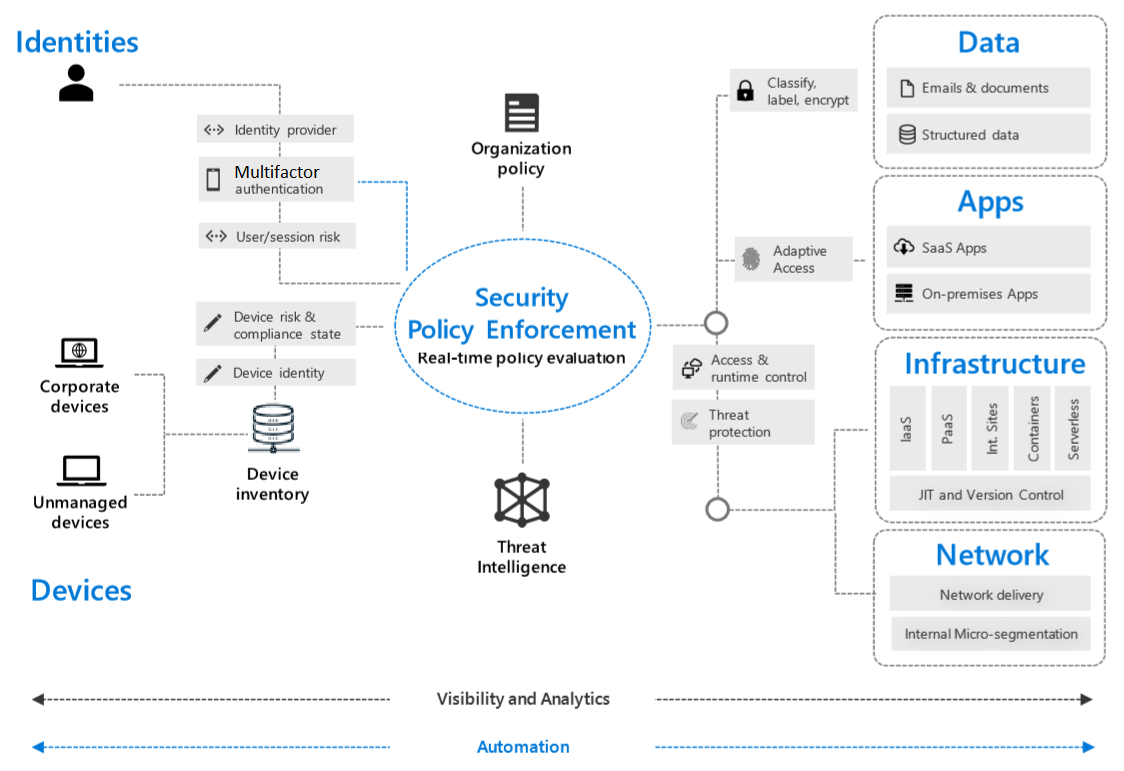 Identities
Identity provider
Multifactor
authentication
User/session risk
Device risk &
compliance state
Device identity
Corporate
devices
Unmanaged
devices
Device
inventory
Devices
Organization
policy
Security
Policy Enforcement
Real-time policy evaluation
Threat
Intelligence
Classify,
label, encrypt
Adaptive
Access
Access &
runtime control
Threat
protection
Data
Emails & documents
Structured data
Apps
SaaS Apps
On-premises Apps
Infrastructure
IaaS
PaaS
Int. Sites
Containers
Serverless
JIT and Version Control
Network
Network delivery
Internal Micro-segmentation
Visibility and Analytics
Automation